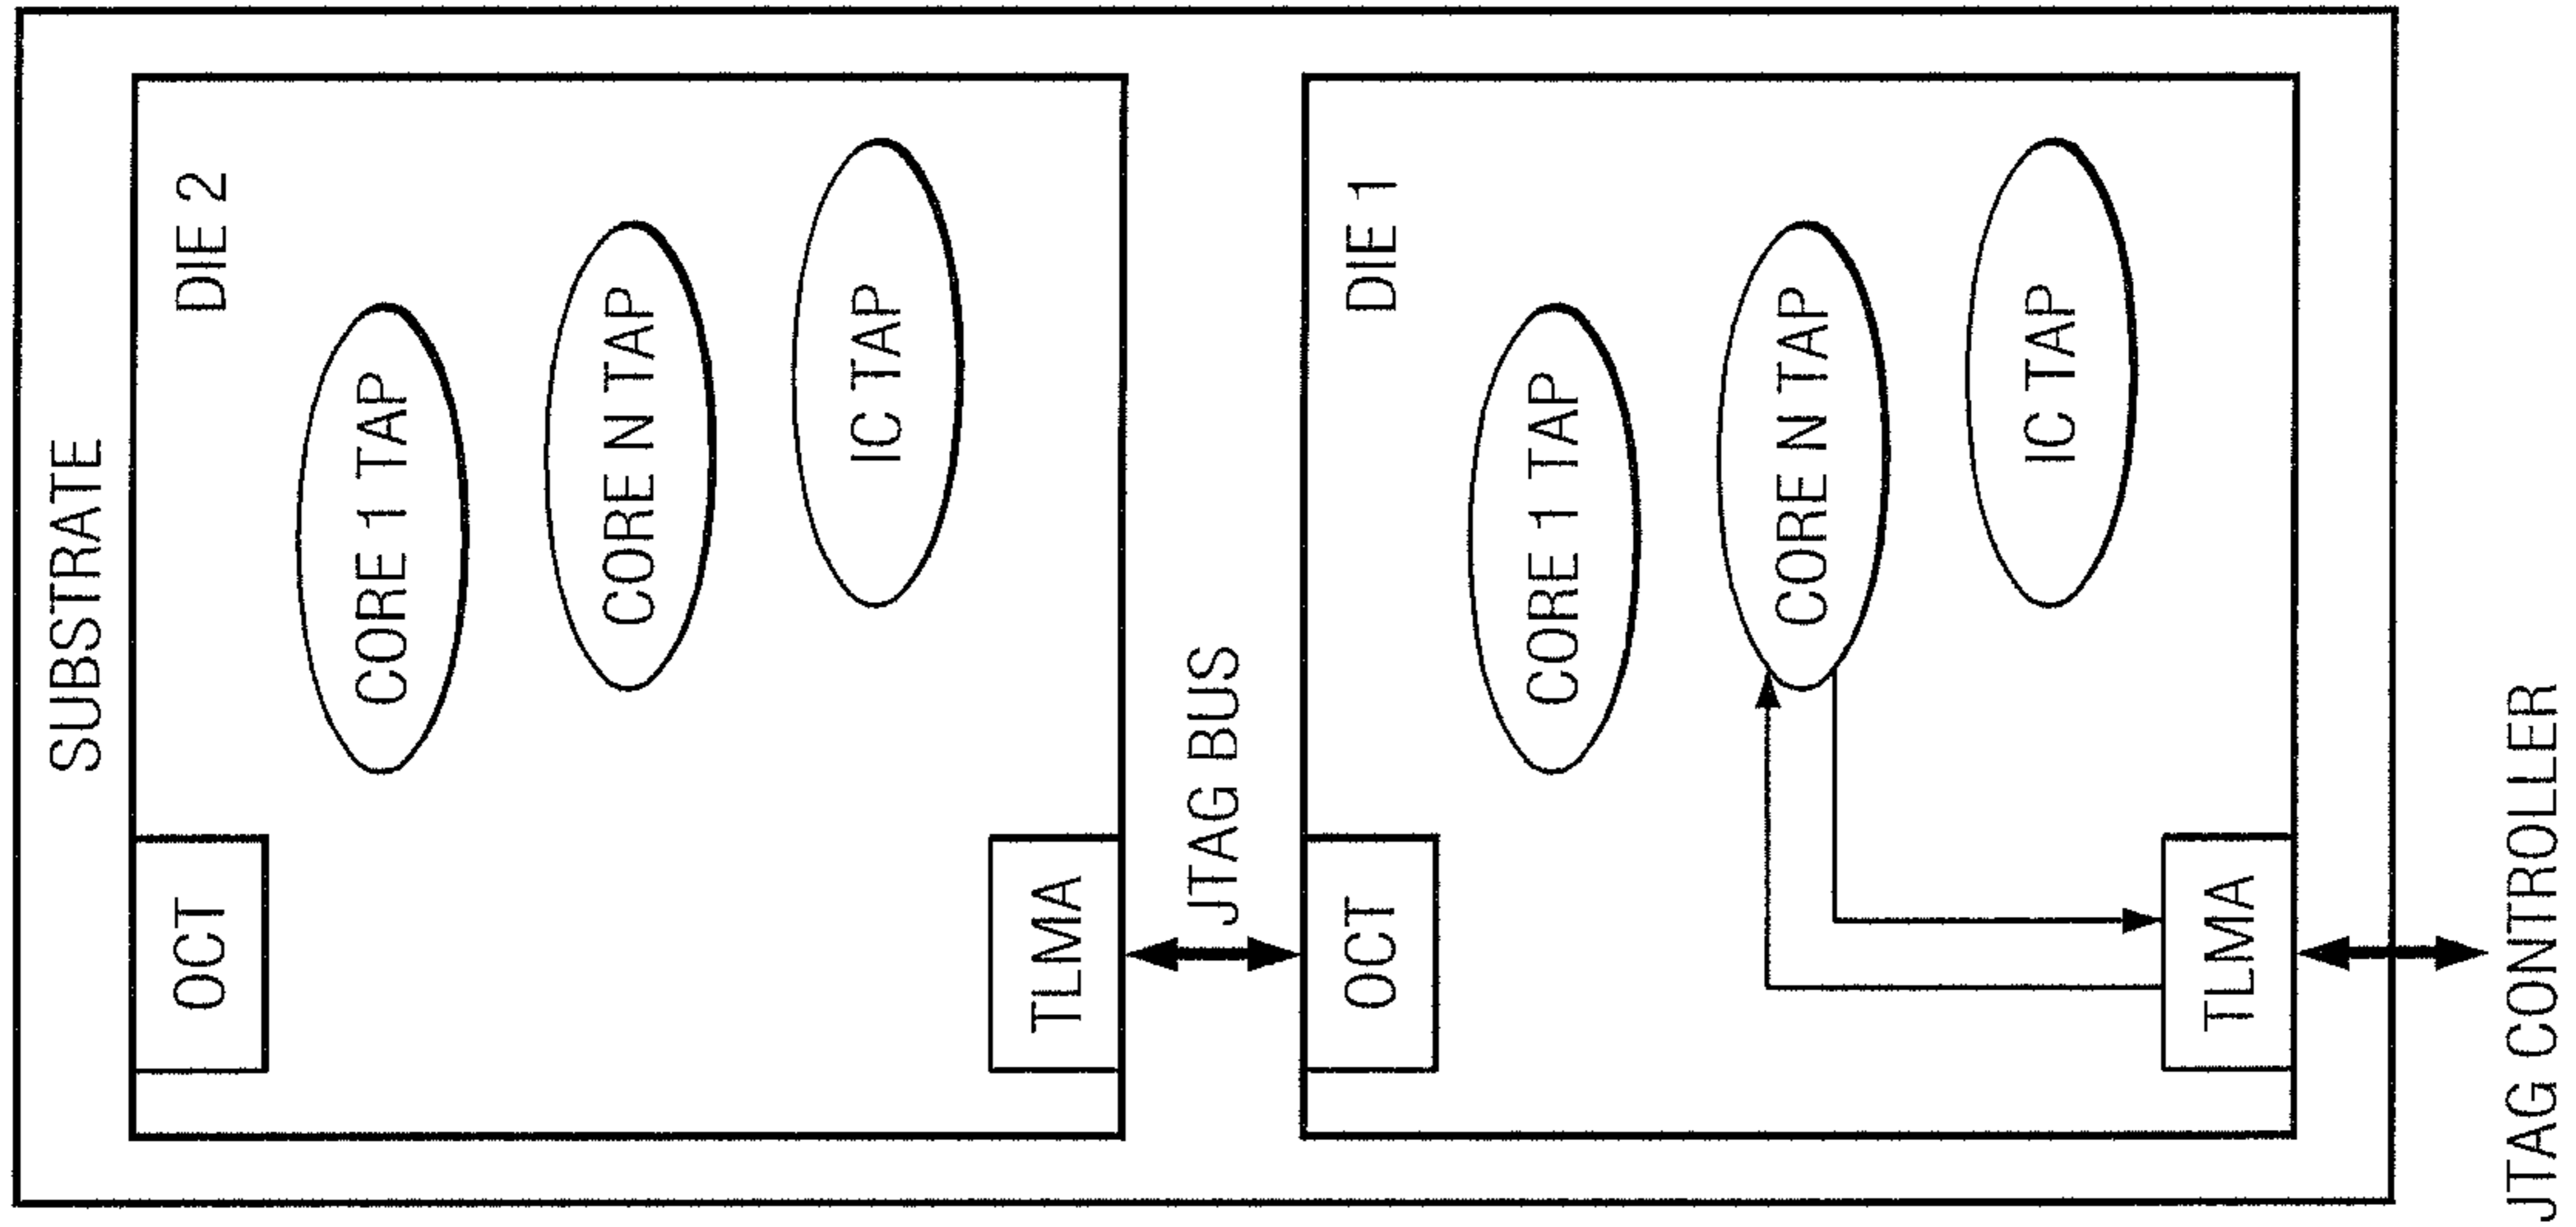 SUBSTRATE
DIE 2
OCT
CORE 1 TAP
CORE N TAP
IC TAP
TLMA
JTAG BUS
DIE 1
OCT
CORE 1 TAP
CORE N TAP
IC TAP
TLMA
JTAG CONTROLLER